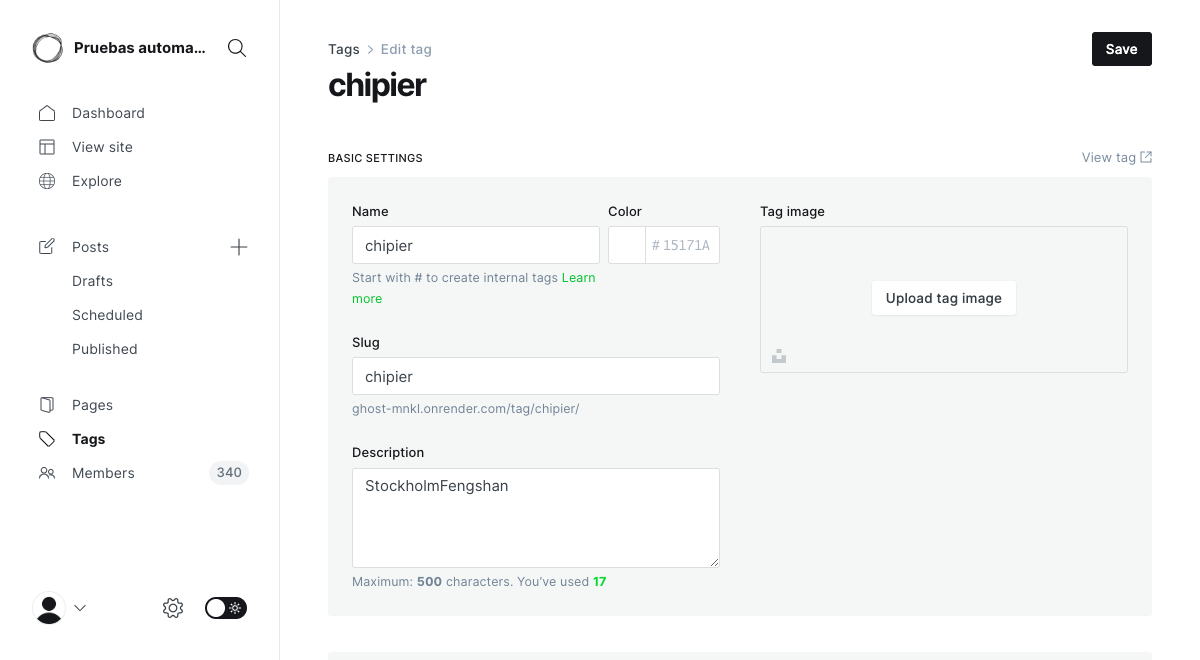 Pruebas automa...
Dashboard
View site
Explore
Posts
Drafts
Scheduled
Published
Pages
Tags
Members
340
Tags > Edit tag
Save
chipier
BASIC SETTINGS
View tag
Name
chipier
Start with # to create internal tags Learn
more
Color
# 15171A
Slug
chipier
ghost-mnkl.onrender.com/tag/chipier/
Description
StockholmFengshan
Maximum: 500 characters. You've used 17
Tag image
Upload tag image